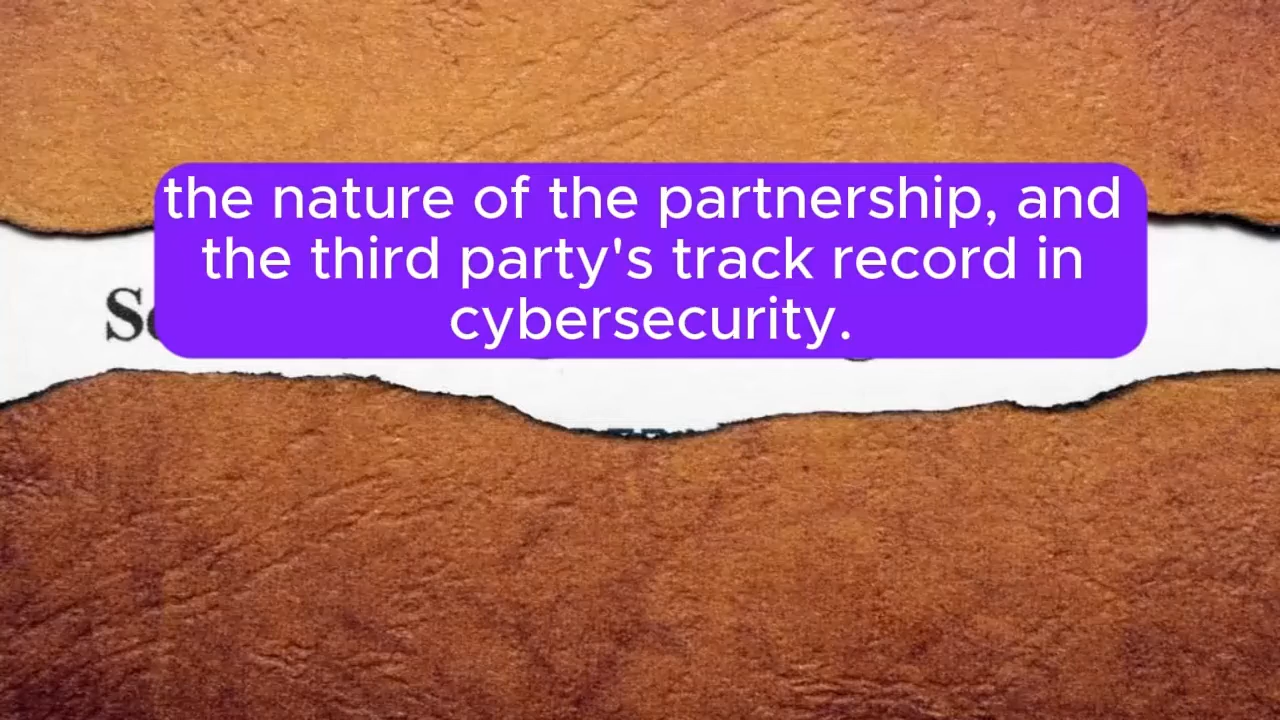 the nature of the partnership, and
the third party's track record in
cybersecurity.